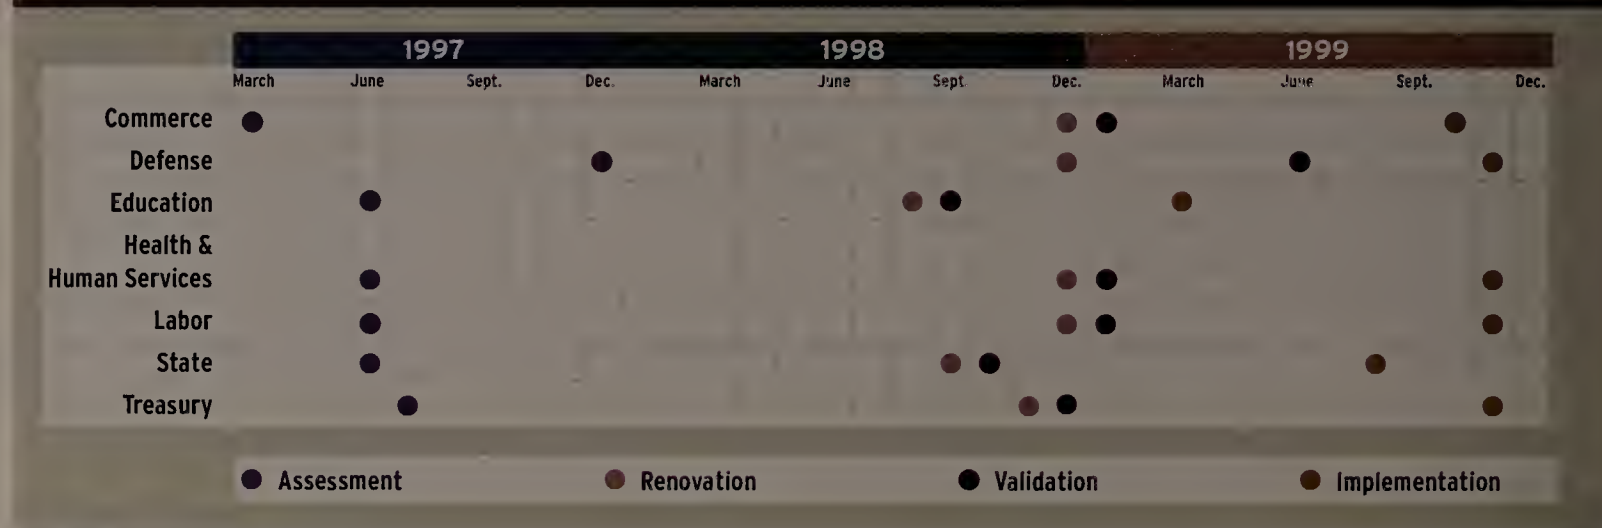 1997 1998 1999
March June Sept. Dec. March June Sept Dec. March June Sept. Dec.
Commerce
Defense
Education
Health &
Human Services
Labor
State
Treasury
Assessment Renovation Validation Implementation